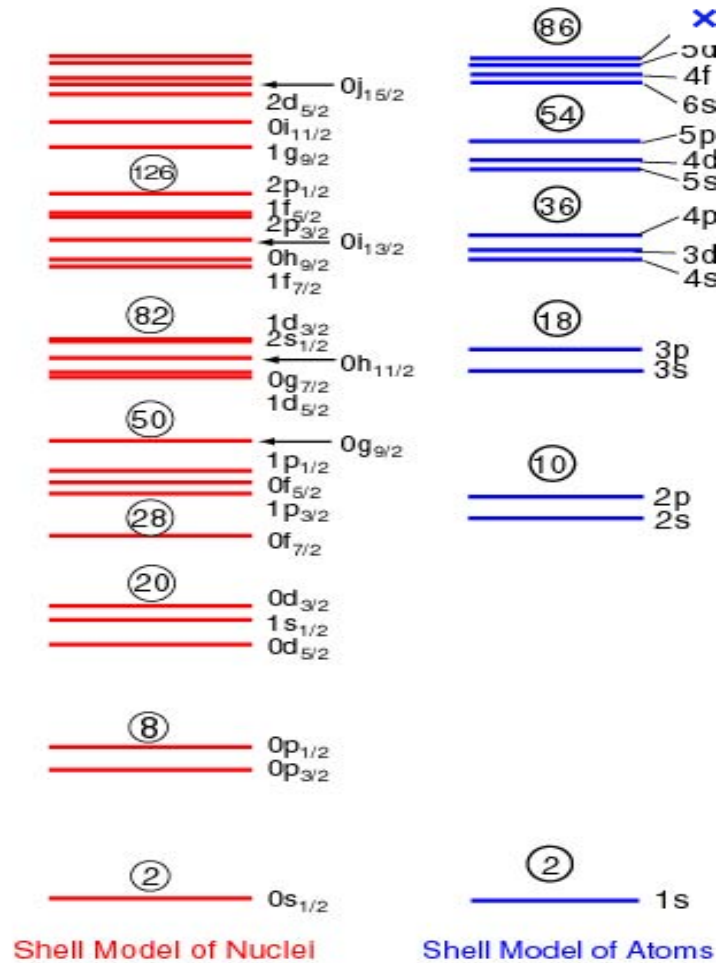 86
×
4f
6s
54
5p
4d
5s
36
4p
3d
4s
18
3p
3s
10
2p
2s
2
1s
Shell Model of Atoms
0j15/2
2d5/2
0i11/2
1g9/2
126
2p1/2
1f5/2
2p3/2
0i13/2
0h9/2
1f7/2
82
1d3/2
2s1/2
0h11/2
0g7/2
1d5/2
50
0g9/2
1p1/2
0f5/2
1p3/2
28
0f7/2
20
0d3/2
1s1/2
0d5/2
8
0p1/2
0p3/2
2
0s1/2
Shell Model of Nuclei